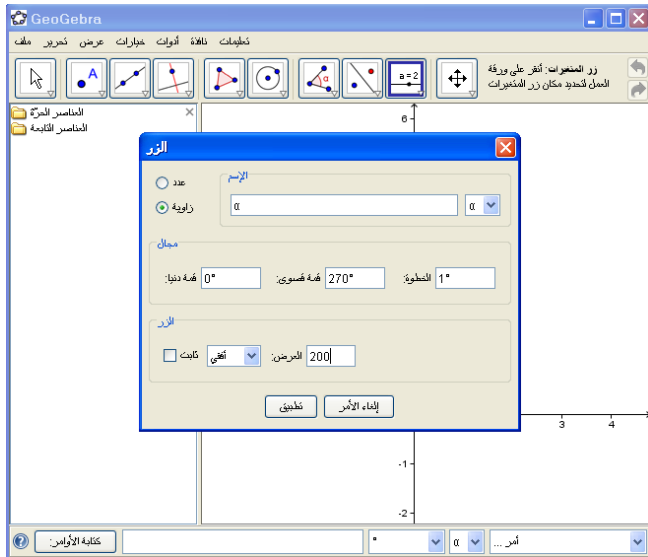 GeoGebra
ملف تحرير عرض خيارات أدوات نافذة تعليمات
زر المتغيرات: أنقر على ورقة
العمل لتحديد مكان زر المتغيرات
A
α
a = 2
العناصر الحرّة
العناصر التابعة
6
الزر
عدد
زاوية
الإسم
α
α
مجال
قمة دنيا: 0°
قمة قصوى: 270°
الخطوة: 1°
الزر
ثابت
أفقي
العرض: 200
تطبيق
إلغاء الأمر
3 4
-1
-2
كتابة الأوامر:
°
α
أمر ...